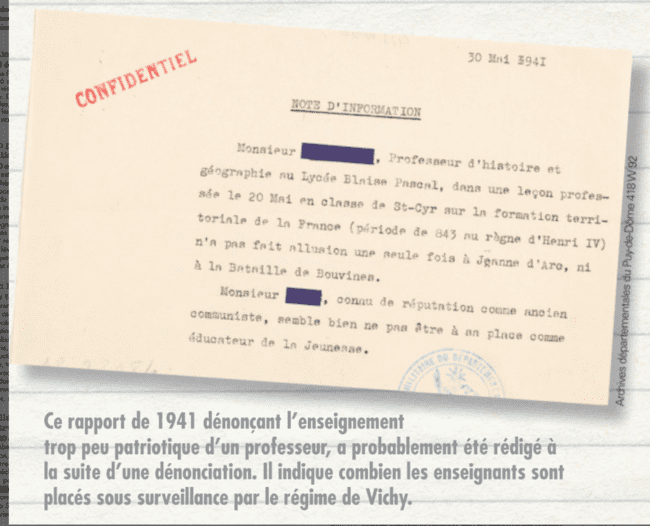 CONFIDENTIEL
30 Mai 1941
NOTE D'INFORMATION
Monsieur , Professeur d'histoire et
géographie au Lycée Blaise Pascal, dans une leçon profes-
sée le 20 Mai en classe de St-Cyr sur la formation terri-
toriale de la France (période de 843 au règne d'Henri IV)
n'a pas fait allusion une seule fois à Jeanne d'Arc, ni
à la Bataille de Bouvines.
Monsieur , connu de réputation comme ancien
communiste, semble bien ne pas être à sa place comme
éducateur de la Jeunesse.
MILITAIRE DU DÉPARTEMENT
Archives départementales du Puy-de-Dôme 418 W 92
Ce rapport de 1941 dénonçant l'enseignement
trop peu patriotique d'un professeur, a probablement été rédigé à
la suite d'une dénonciation. Il indique combien les enseignants sont
placés sous surveillance par le régime de Vichy.